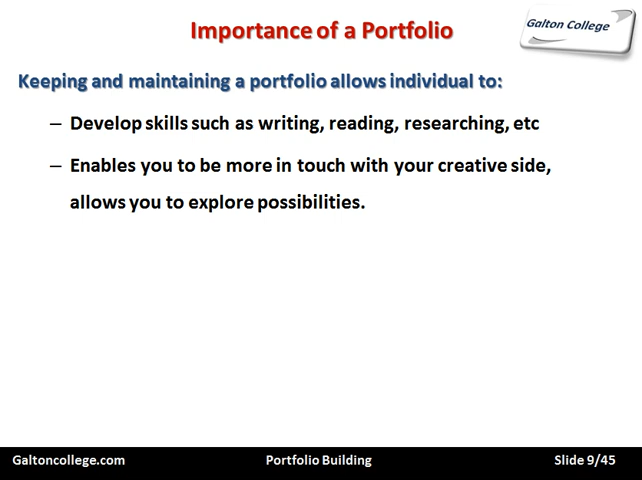 Importance of a Portfolio
Galton College
Keeping and maintaining a portfolio allows individual to:
– Develop skills such as writing, reading, researching, etc
– Enables you to be more in touch with your creative side,
allows you to explore possibilities.
Galtoncollege.com
Portfolio Building
Slide 9/45